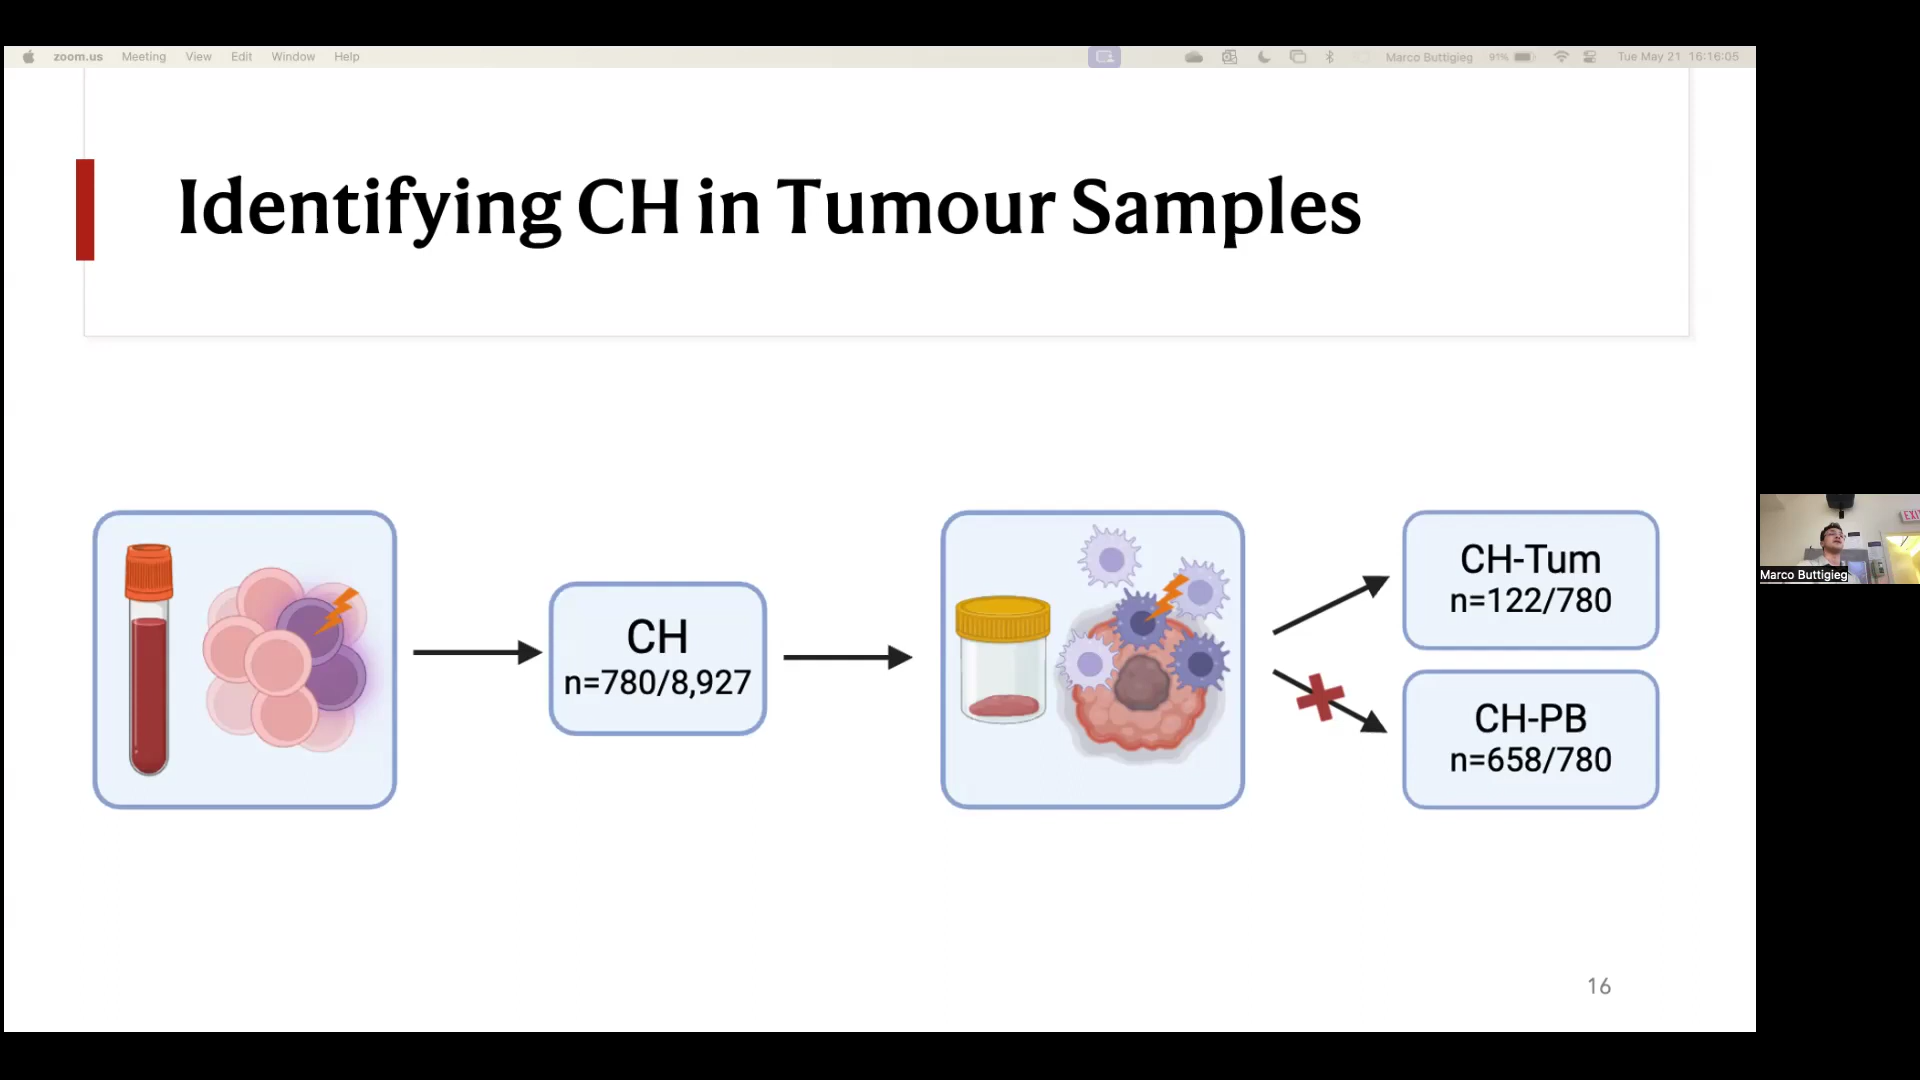 zoom.us Meeting View Edit Window Help Marco Buttigieg 91% Tue May 21 16:16:05
Identifying CH in Tumour Samples
CH
n=780/8,927
CH-Tum
n=122/780
CH-PB
n=658/780
16
EXI
Marco Buttigieg